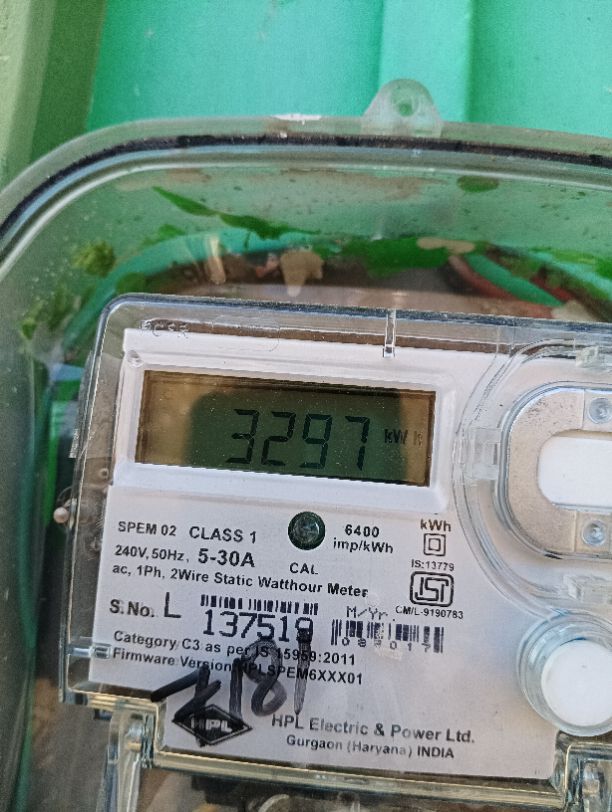 3297 kWh
SPEM 02 CLASS 1
6400
imp/kWh
kWh
240V, 50Hz, 5-30A
CAL
IS:13779
ac, 1Ph, 2Wire Static Watthour Meter
ISI
CM/L-9190783
S.No. L 137519
M/Yr.
Category C3 as per IS 15959:2011
Firmware Version HPLSPEM6XXX01
HPL
HPL Electric & Power Ltd.
Gurgaon (Haryana) INDIA